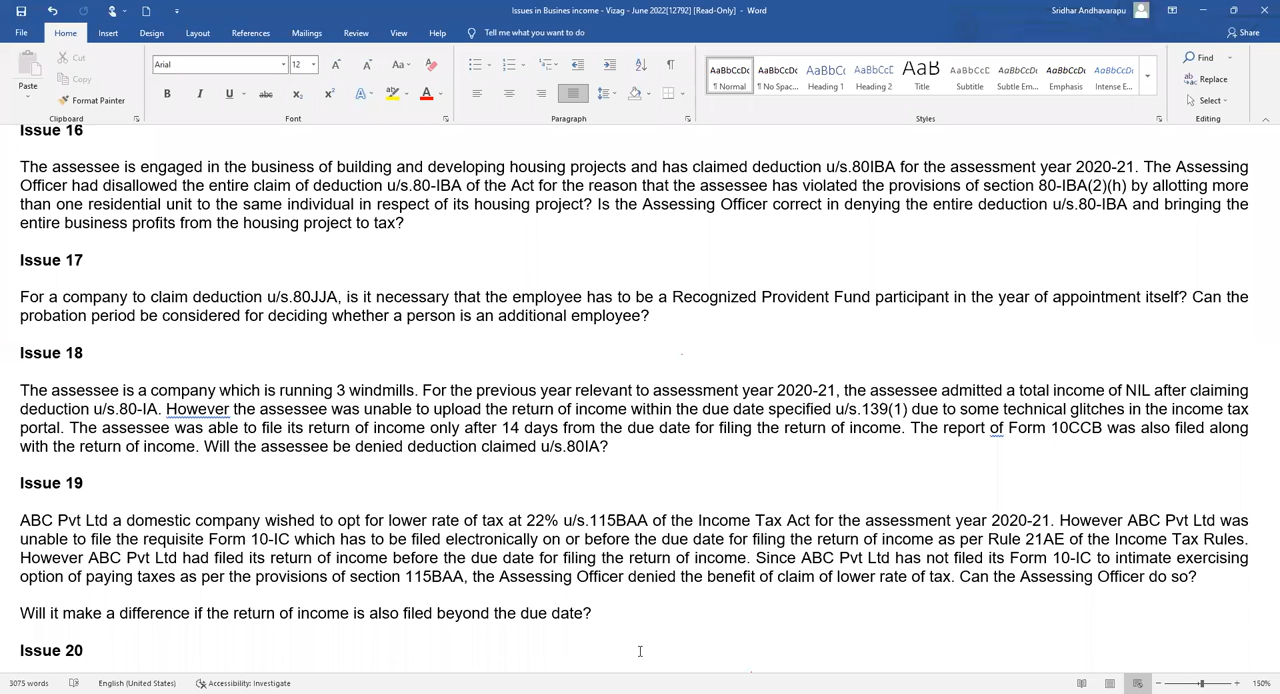 Issues in Busines income - Vizag - June 2022[12792] [Read-Only] - Word
Sridhar Andhavarapu
File Home Insert Design Layout References Mailings Review View Help Tell me what you want to do Share
Paste
Cut
Copy
Format Painter
Clipboard
Arial 12
Font
Paragraph
AaBbCcDc AaBbCcDc AaBbCc AaBbCcC AaB AaBbCcC AaBbCcDc AaBbCcDc AaBbCcDc
¶ Normal ¶ No Spac... Heading 1 Heading 2 Title Subtitle Subtle Em... Emphasis Intense E...
Styles
Find
Replace
Select
Editing
Issue 16
The assessee is engaged in the business of building and developing housing projects and has claimed deduction u/s.80IBA for the assessment year 2020-21. The Assessing
Officer had disallowed the entire claim of deduction u/s.80-IBA of the Act for the reason that the assessee has violated the provisions of section 80-IBA(2)(h) by allotting more
than one residential unit to the same individual in respect of its housing project? Is the Assessing Officer correct in denying the entire deduction u/s.80-IBA and bringing the
entire business profits from the housing project to tax?
Issue 17
For a company to claim deduction u/s.80JJA, is it necessary that the employee has to be a Recognized Provident Fund participant in the year of appointment itself? Can the
probation period be considered for deciding whether a person is an additional employee?
Issue 18
The assessee is a company which is running 3 windmills. For the previous year relevant to assessment year 2020-21, the assessee admitted a total income of NIL after claiming
deduction u/s.80-IA. However the assessee was unable to upload the return of income within the due date specified u/s.139(1) due to some technical glitches in the income tax
portal. The assessee was able to file its return of income only after 14 days from the due date for filing the return of income. The report of Form 10CCB was also filed along
with the return of income. Will the assessee be denied deduction claimed u/s.80IA?
Issue 19
ABC Pvt Ltd a domestic company wished to opt for lower rate of tax at 22% u/s.115BAA of the Income Tax Act for the assessment year 2020-21. However ABC Pvt Ltd was
unable to file the requisite Form 10-IC which has to be filed electronically on or before the due date for filing the return of income as per Rule 21AE of the Income Tax Rules.
However ABC Pvt Ltd had filed its return of income before the due date for filing the return of income. Since ABC Pvt Ltd has not filed its Form 10-IC to intimate exercising
option of paying taxes as per the provisions of section 115BAA, the Assessing Officer denied the benefit of claim of lower rate of tax. Can the Assessing Officer do so?
Will it make a difference if the return of income is also filed beyond the due date?
Issue 20
3075 words English (United States) Accessibility: Investigate 150%